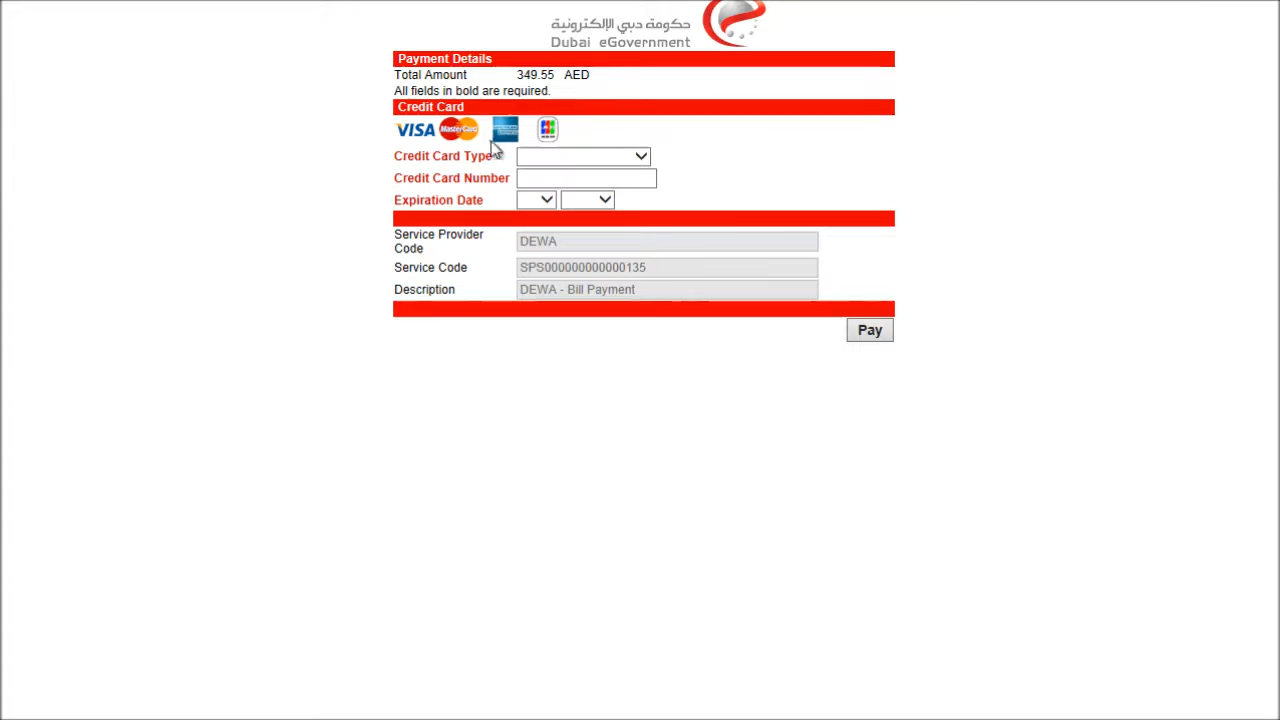 حكومة دبي الإلكترونية
Dubai eGovernment
Payment Details
Total Amount 349.55 AED
All fields in bold are required.
Credit Card
VISA MasterCard
Credit Card Type
Credit Card Number
Expiration Date
Service Provider Code DEWA
Service Code SPS000000000000135
Description DEWA - Bill Payment
Pay